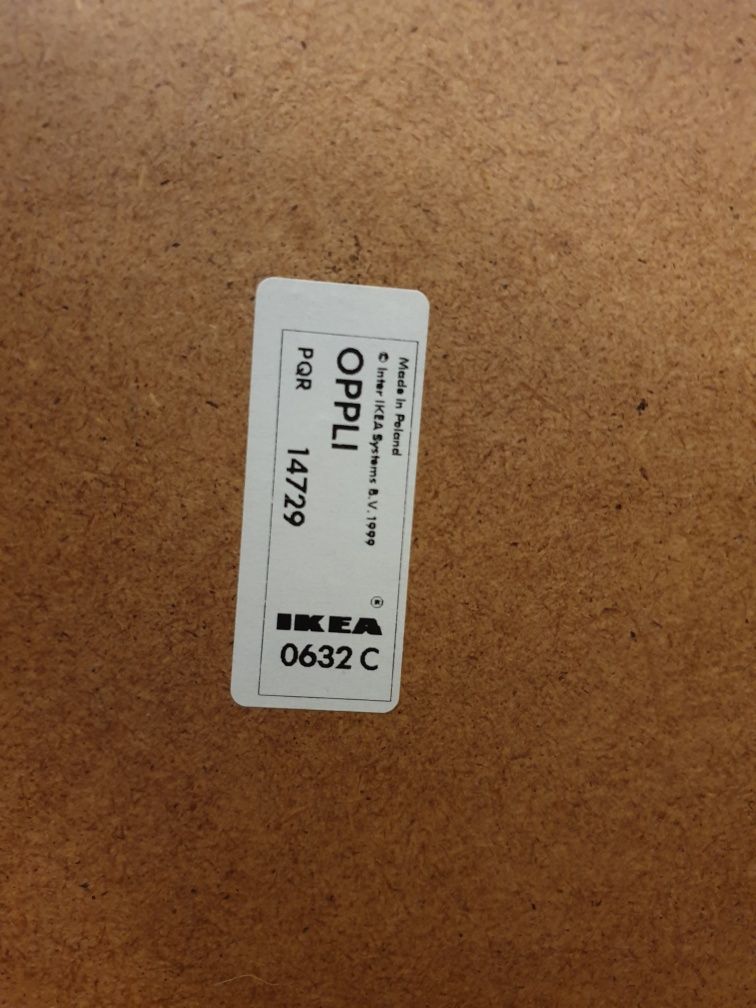 Made in Poland
© Inter IKEA Systems B.V. 1999
OPPLI
PQR 14729
®
IKEA
0632 C